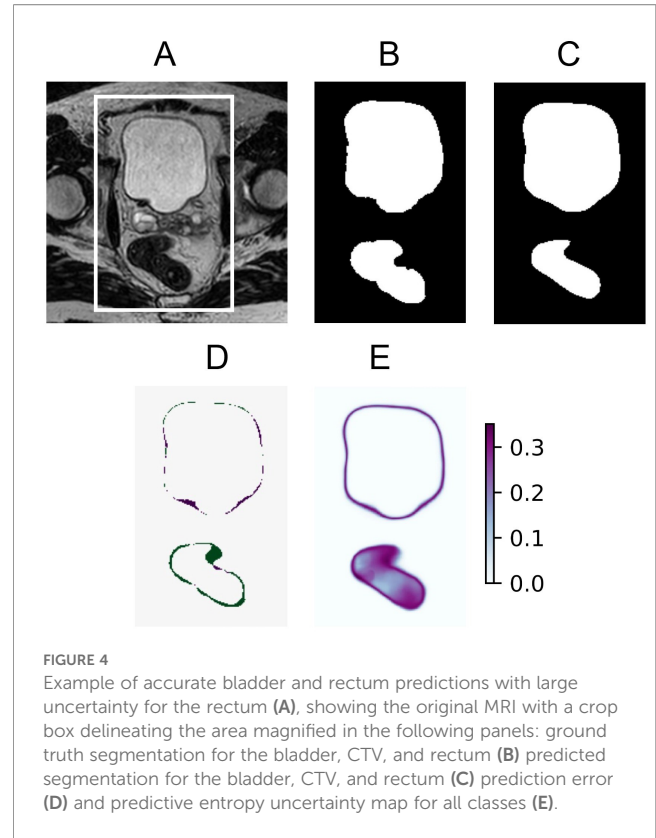 A
B
C
D
E
0.3
0.2
0.1
0.0
FIGURE 4
Example of accurate bladder and rectum predictions with large
uncertainty for the rectum (A), showing the original MRI with a crop
box delineating the area magnified in the following panels: ground
truth segmentation for the bladder, CTV, and rectum (B) predicted
segmentation for the bladder, CTV, and rectum (C) prediction error
(D) and predictive entropy uncertainty map for all classes (E).